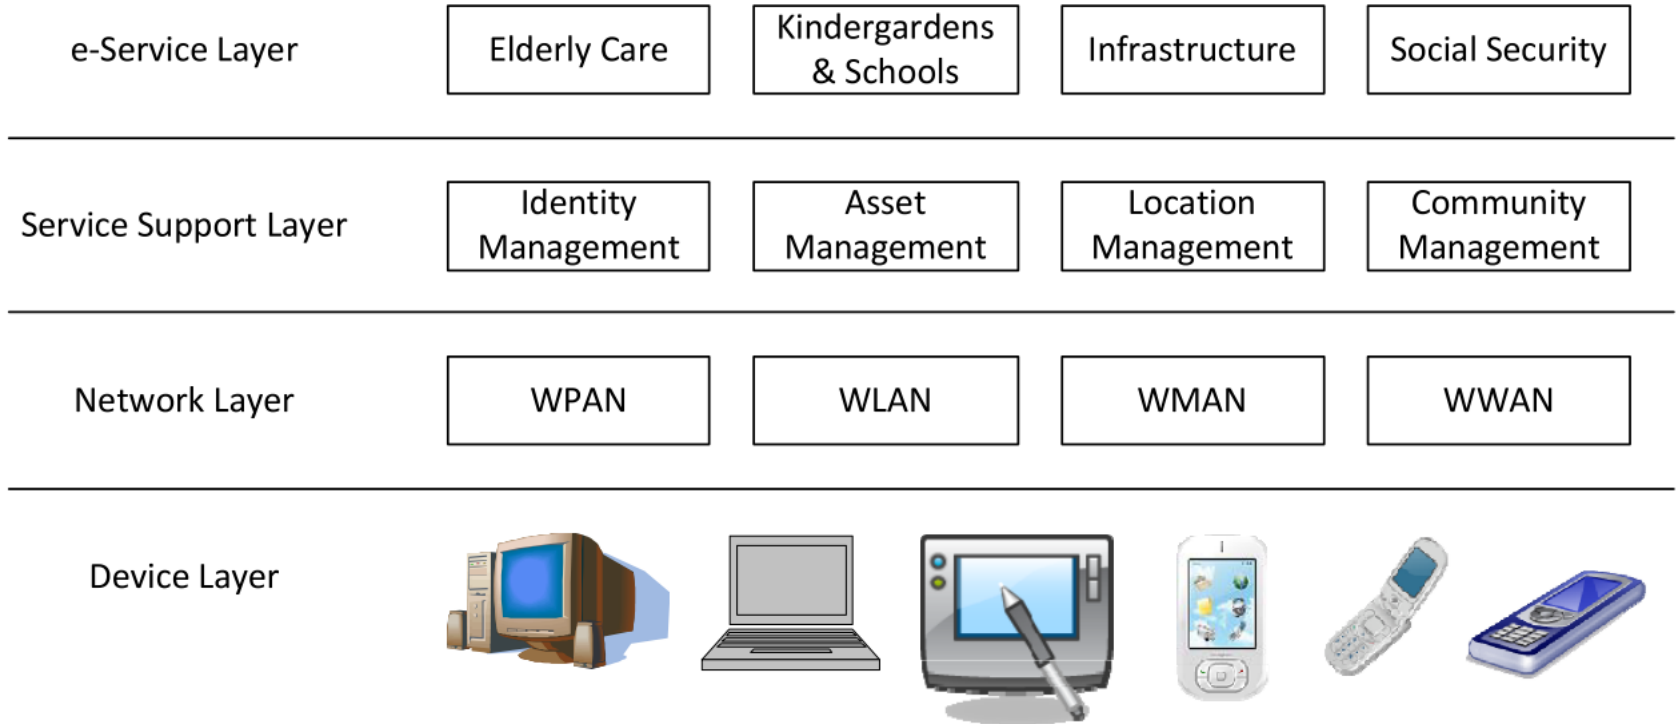 e-Service Layer
Elderly Care
Kindergardens
& Schools
Infrastructure
Social Security
Service Support Layer
Identity
Management
Asset
Management
Location
Management
Community
Management
Network Layer
WPAN
WLAN
WMAN
WWAN
Device Layer